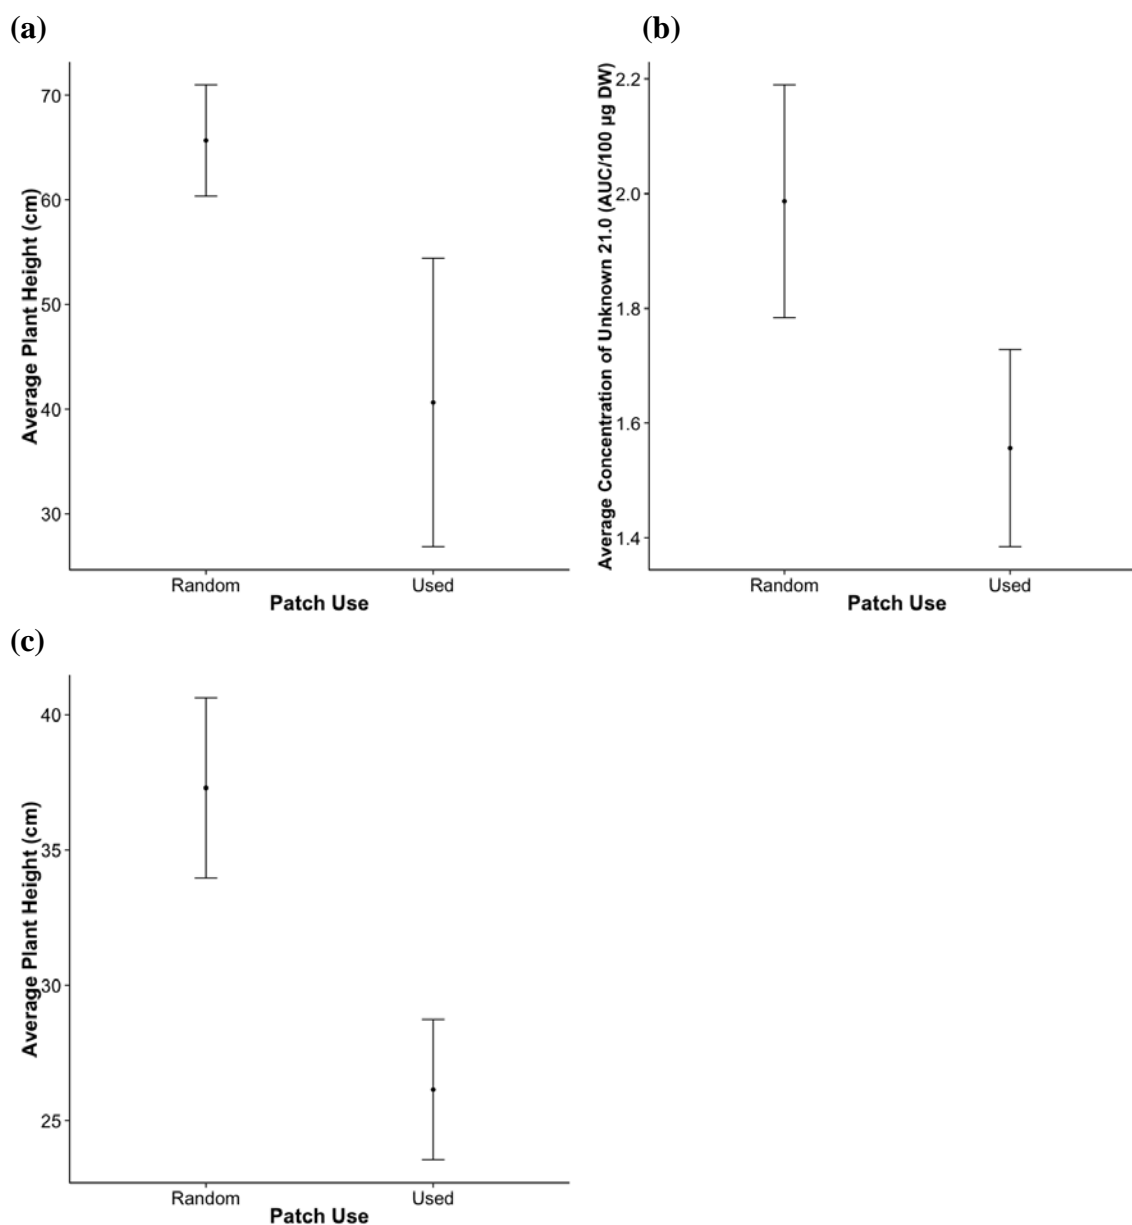 (a)
Average Plant Height (cm)
70
60
50
40
30
Random
Used
Patch Use
(b)
Average Concentration of Unknown 21.0 (AUC/100 µg DW)
2.2
2.0
1.8
1.6
1.4
Random
Used
Patch Use
(c)
Average Plant Height (cm)
40
35
30
25
Random
Used
Patch Use